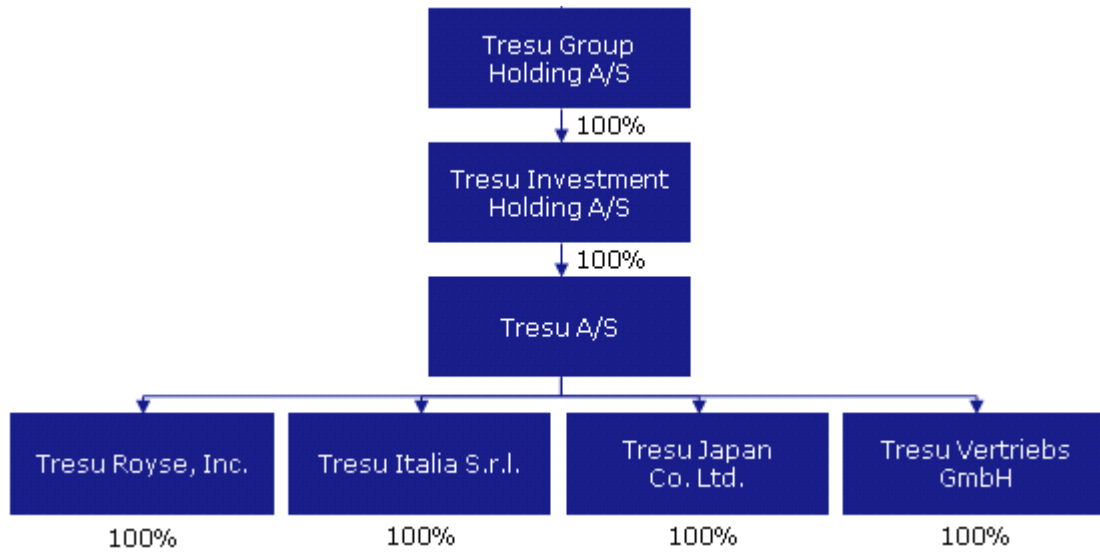 Tresu Group
Holding A/S
100%
Tresu Investment
Holding A/S
100%
Tresu A/S
Tresu Royse, Inc.
Tresu Italia S.r.l.
Tresu Japan
Co. Ltd.
Tresu Vertriebs
GmbH
100%
100%
100%
100%